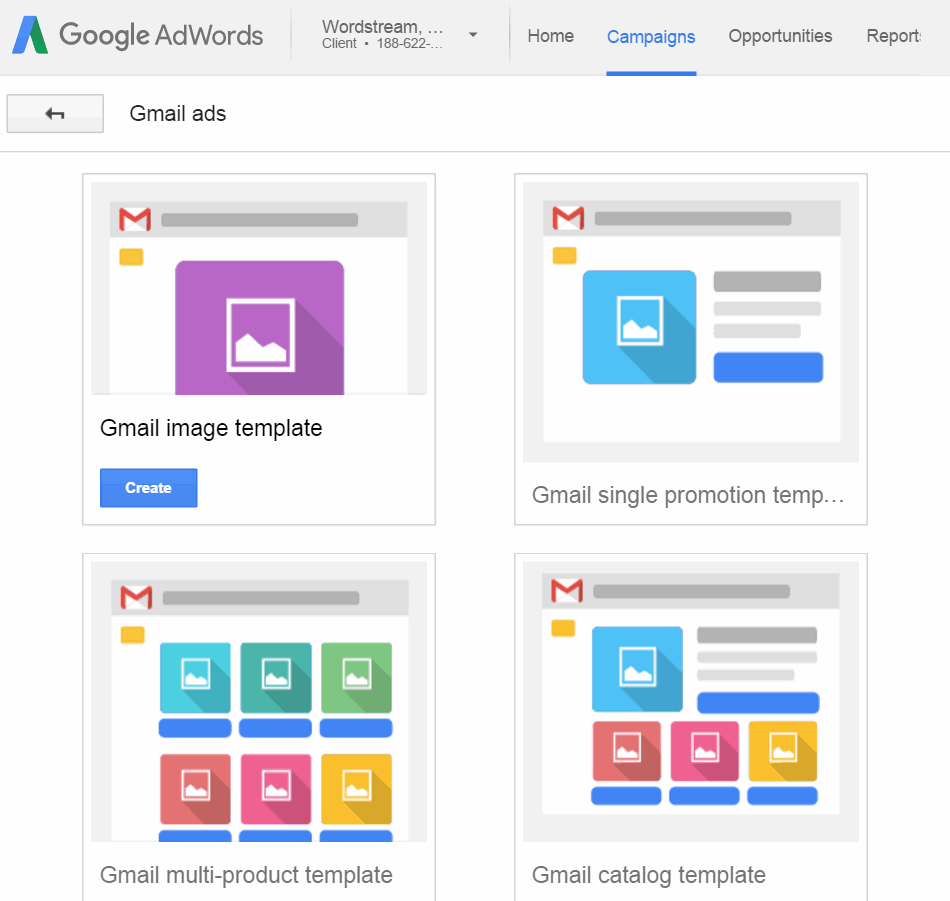 Google AdWords
Wordstream, ...
Client • 188-622-...
Home
Campaigns
Opportunities
Report
Gmail ads
Gmail image template
Create
Gmail single promotion temp...
Gmail multi-product template
Gmail catalog template